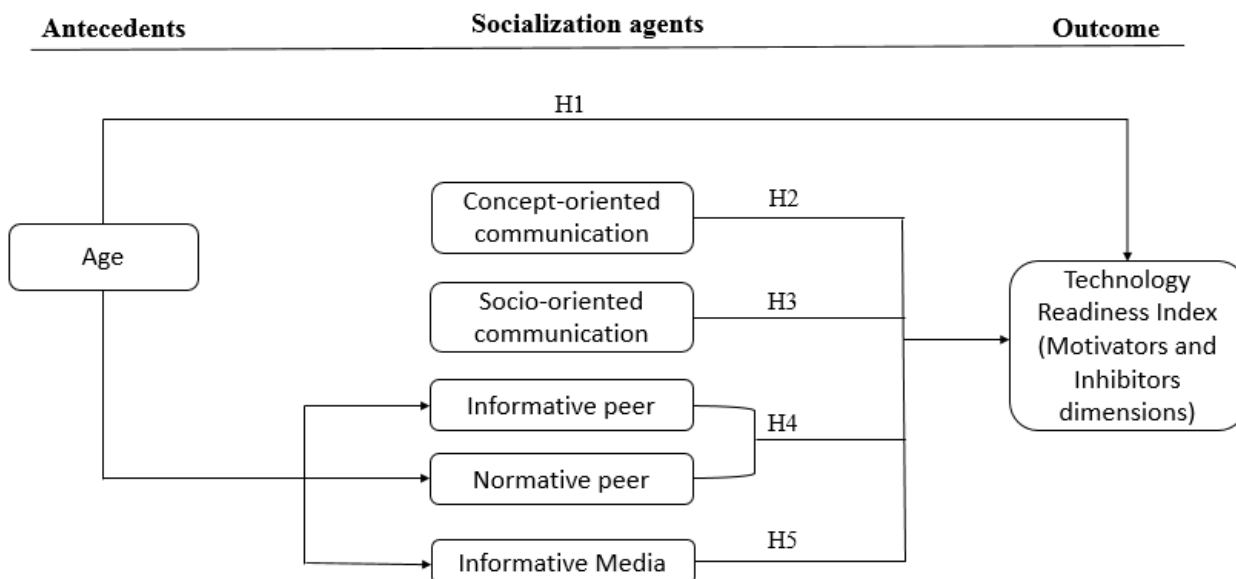 Antecedents
Socialization agents
Outcome
H1
Concept-oriented
communication
H2
Age
Socio-oriented
communication
H3
Technology
Readiness Index
(Motivators and
Inhibitors
dimensions)
Informative peer
H4
Normative peer
Informative Media
H5